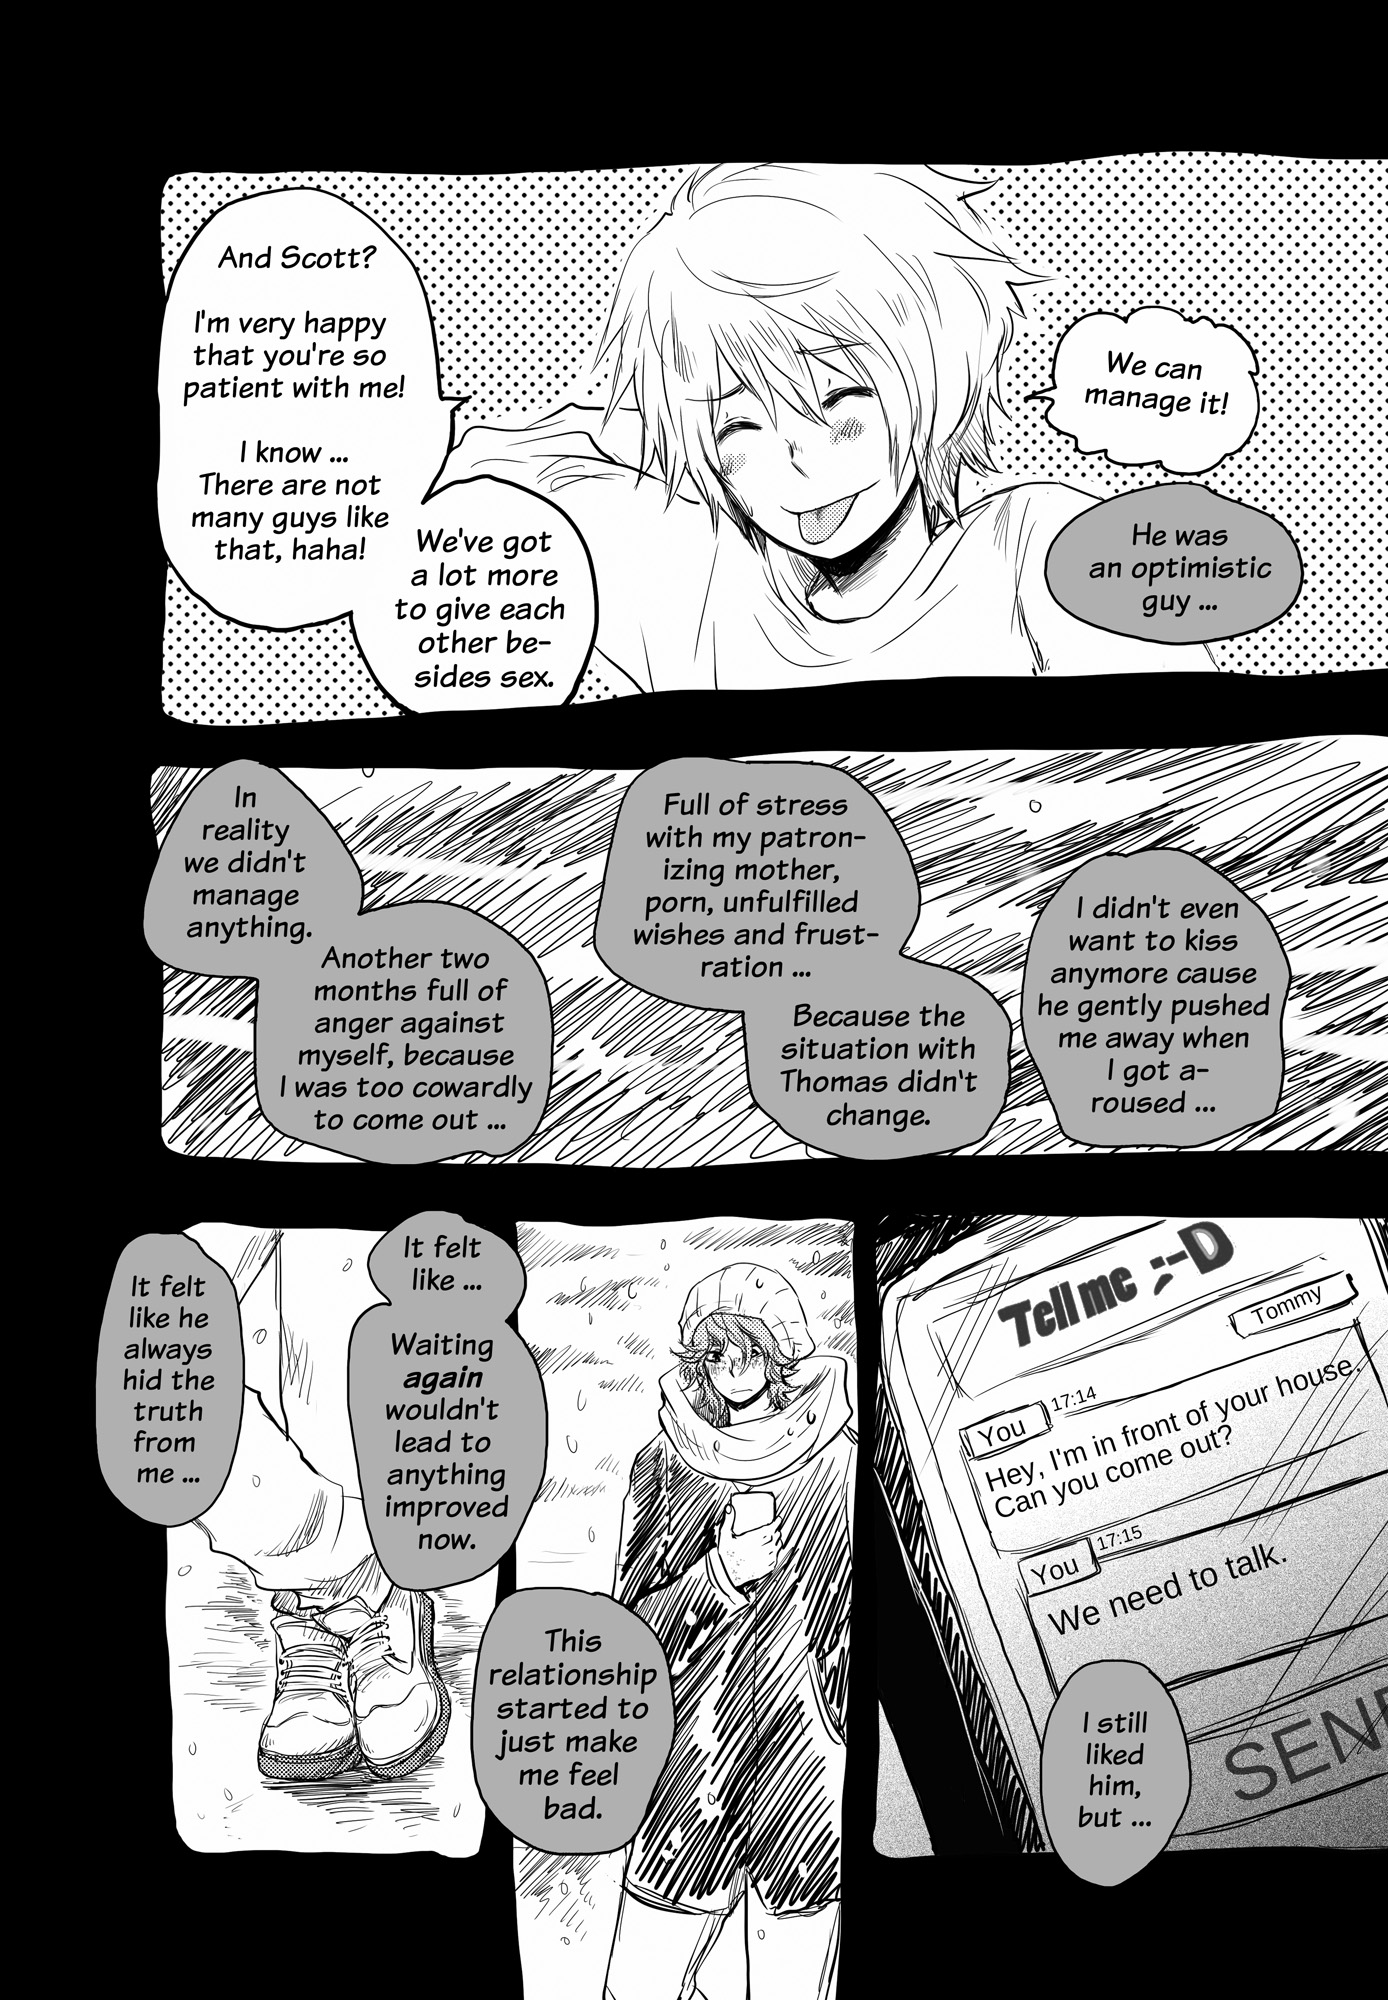 And Scott?
I'm very happy
that you're so
patient with me!
I know ...
There are not
many guys like
that, haha!
We've got
a lot more
to give each
other be-
sides sex.
We can
manage it!
He was
an optimistic
guy ...
In
reality
we didn't
manage
anything.
Another two
months full of
anger against
myself, because
I was too cowardly
to come out ...
Full of stress
with my patron-
izing mother,
porn, unfulfilled
wishes and frust-
ration ...
Because the
situation with
Thomas didn't
change.
I didn't even
want to kiss
anymore cause
he gently pushed
me away when
I got a-
roused ...
It felt
like he
always
hid the
truth
from
me ...
It felt
like ...
Waiting
again
wouldn't
lead to
anything
improved
now.
This
relationship
started to
just make
me feel
bad.
Tell me ;-D
Tommy
You 17:14
Hey, I'm in front of your house.
Can you come out?
You 17:15
We need to talk.
SEND
I still
liked
him,
but ...